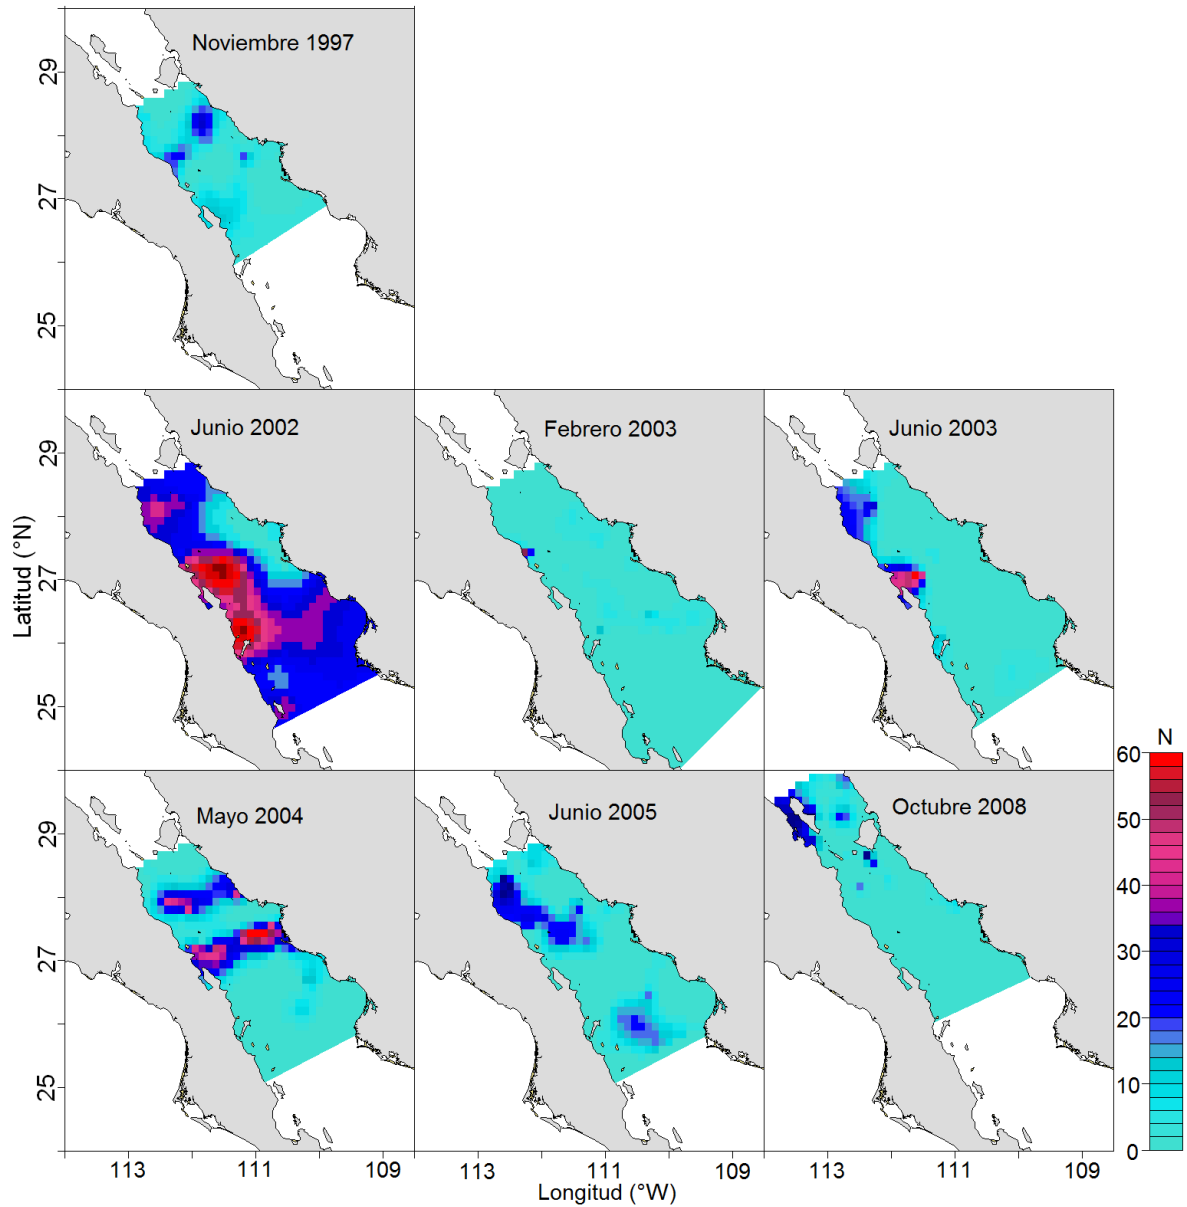 Noviembre 1997
29
27
25
Junio 2002
Febrero 2003
Junio 2003
29
27
25
Latitud (°N)
N
60
50
40
30
20
10
0
Mayo 2004
Junio 2005
Octubre 2008
29
27
25
113
111
109
113
111
109
113
111
109
Longitud (°W)